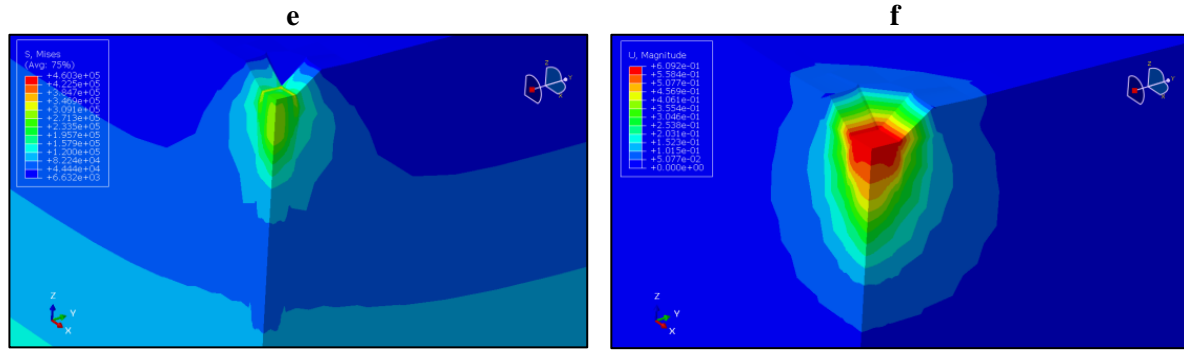 e
f
S, Mises
(Avg: 75%)
+4.603e+05
+4.225e+05
+3.847e+05
+3.469e+05
+3.091e+05
+2.713e+05
+2.335e+05
+1.957e+05
+1.579e+05
+1.200e+05
+8.224e+04
+4.444e+04
+6.632e+03
Z
Y
X
Z
Y
X
U, Magnitude
+6.092e-01
+5.584e-01
+5.077e-01
+4.569e-01
+4.061e-01
+3.554e-01
+3.046e-01
+2.538e-01
+2.031e-01
+1.523e-01
+1.015e-01
+5.077e-02
+0.000e+00
Z
Y
X
Z
Y
X